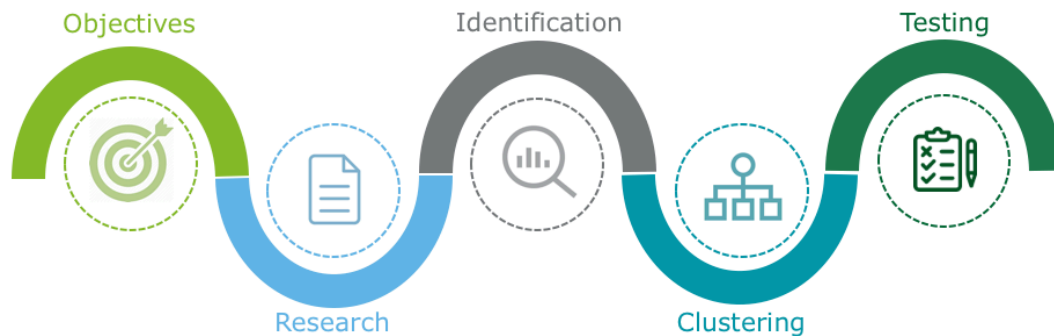 Objectives
Research
Identification
Clustering
Testing